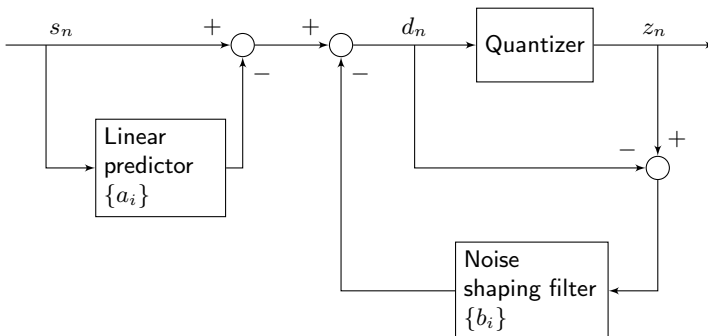 s_n
+
+
d_n
Quantizer
z_n
−
−
−
+
Linear
predictor
{a_i}
Noise
shaping filter
{b_i}